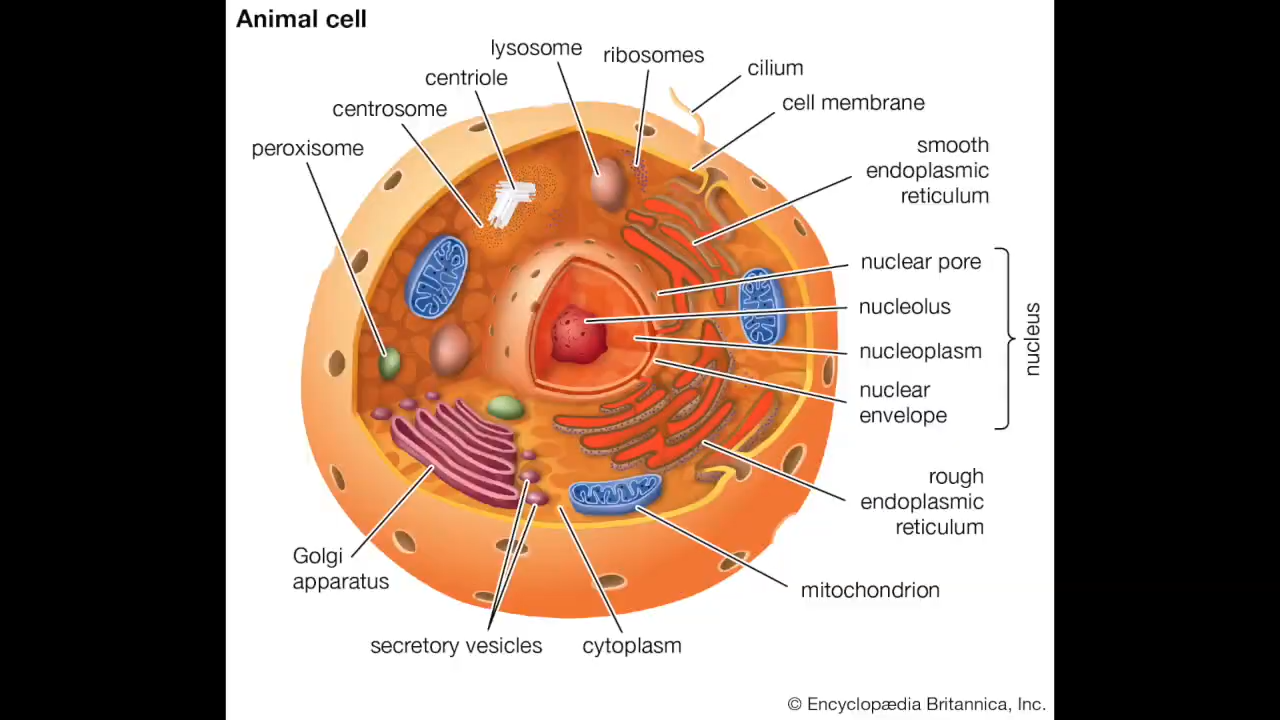 Animal cell
lysosome
ribosomes
cilium
centriole
cell membrane
centrosome
peroxisome
smooth
endoplasmic
reticulum
nuclear pore
nucleolus
nucleoplasm
nuclear
envelope
nucleus
rough
endoplasmic
reticulum
Golgi
apparatus
mitochondrion
secretory vesicles
cytoplasm
© Encyclopædia Britannica, Inc.